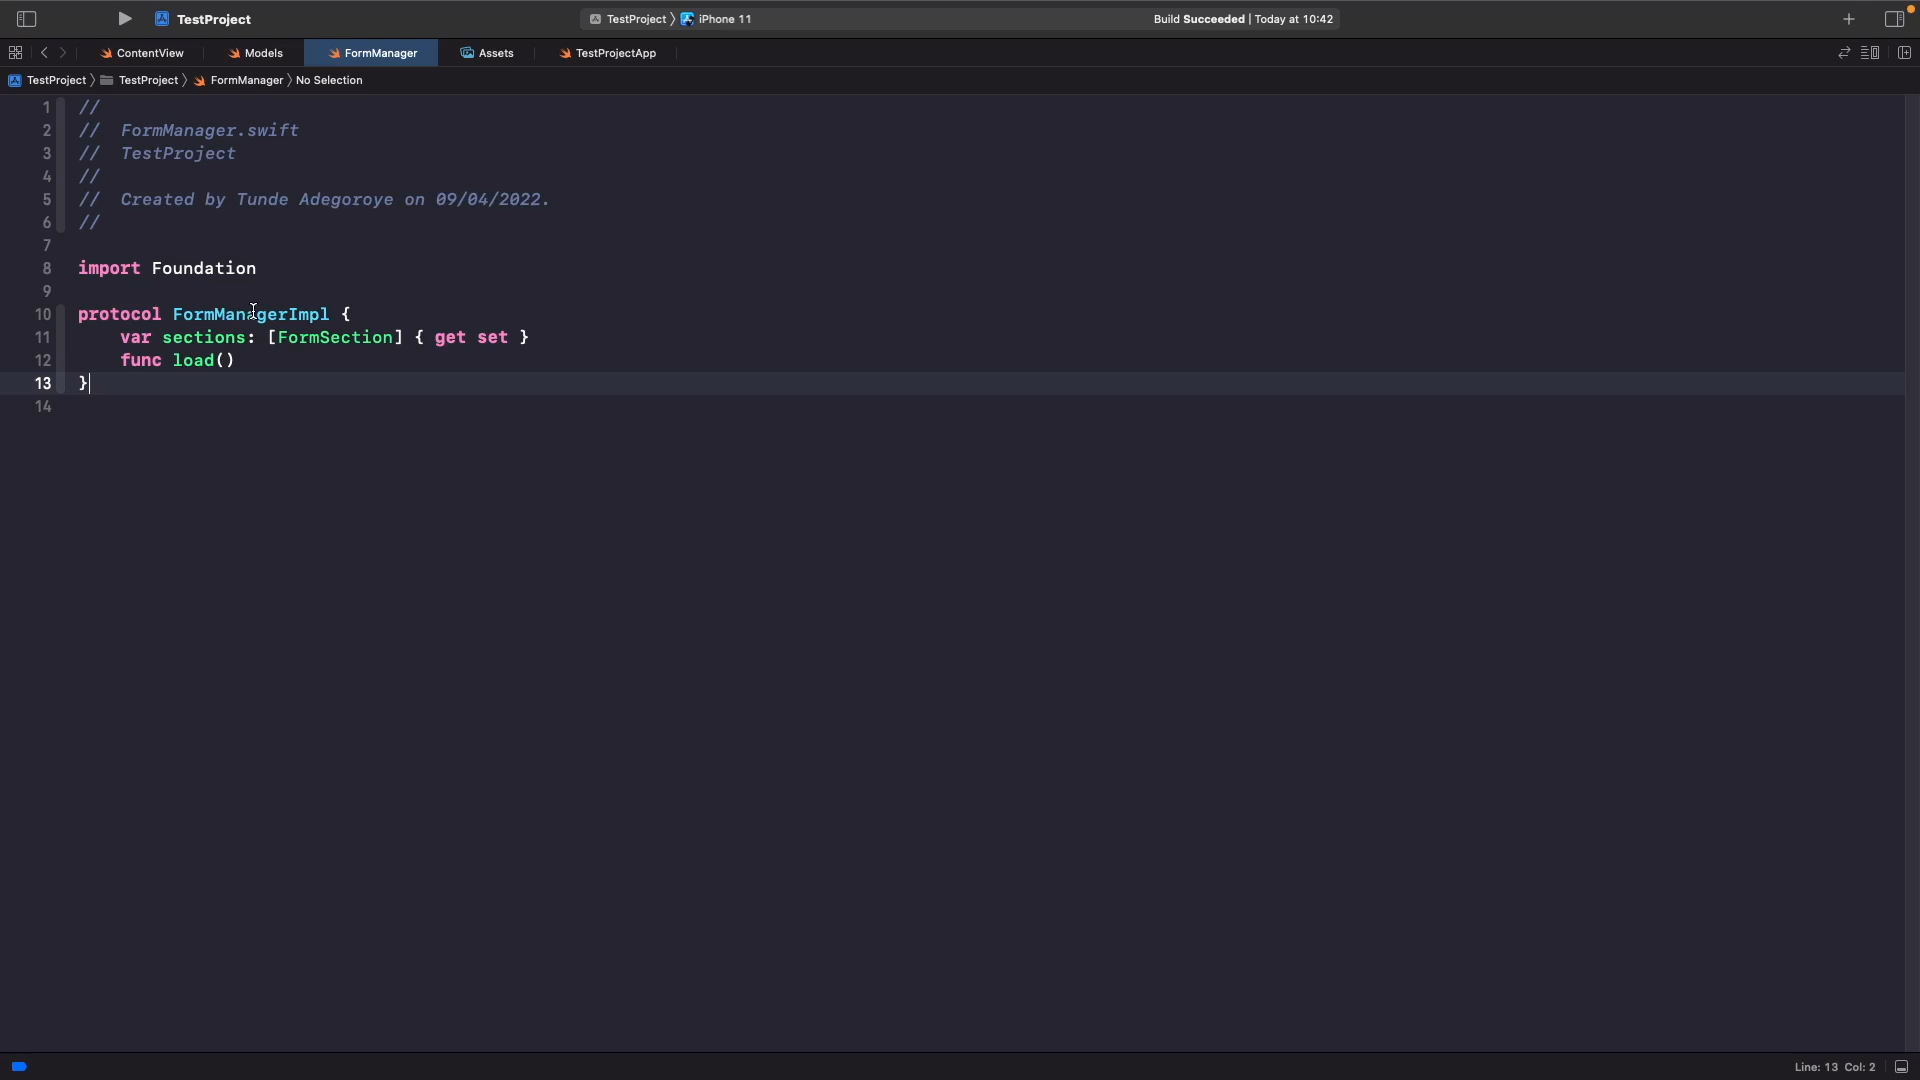 TestProject
TestProject 〉 iPhone 11
Build Succeeded | Today at 10:42
ContentView
Models
FormManager
Assets
TestProjectApp
TestProject 〉 TestProject 〉 FormManager 〉 No Selection
1 //
2 //  FormManager.swift
3 //  TestProject
4 //
5 //  Created by Tunde Adegoroye on 09/04/2022.
6 //
7
8 import Foundation
9
10 protocol FormManagerImpl {
11     var sections: [FormSection] { get set }
12     func load()
13 }
14
Line: 13 Col: 2